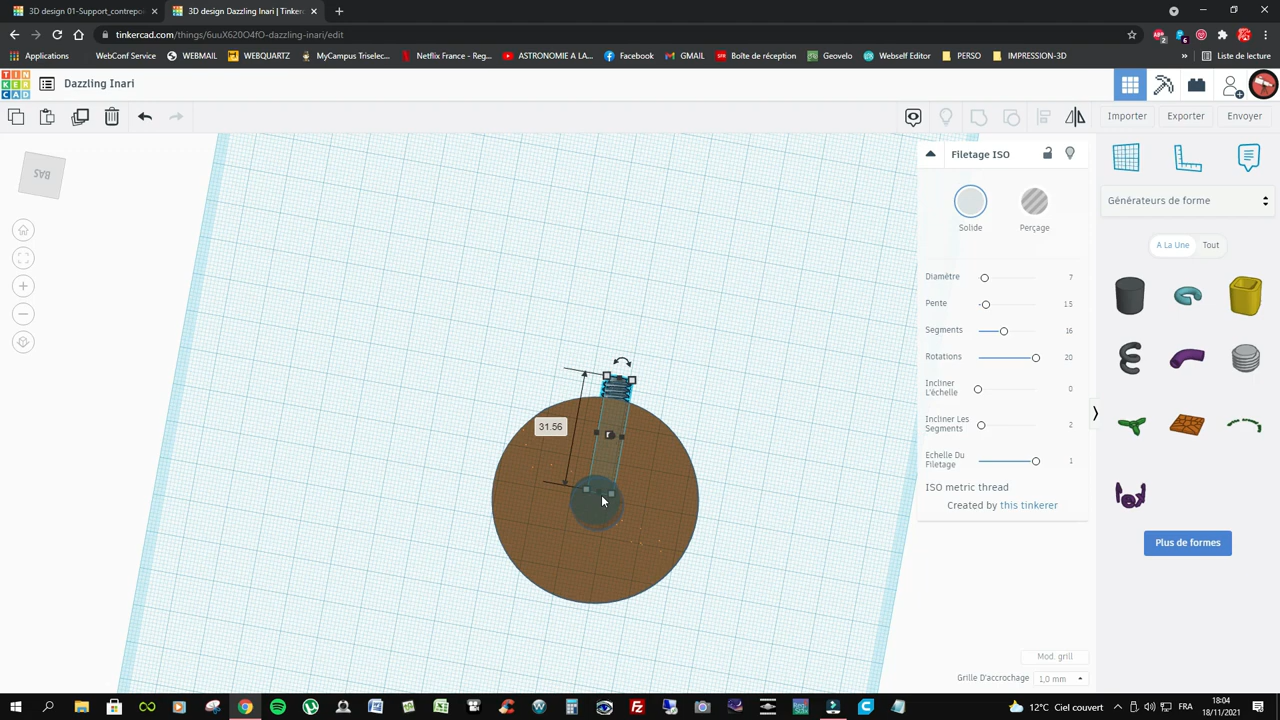 3D design 01-Support_contrepoi
3D design Dazzling Inari | Tinker
tinkercad.com/things/6uuX620O4fO-dazzling-inari/edit
Applications
WebConf Service
WEBMAIL
WEBQUARTZ
MyCampus Triselec...
Netflix France - Reg...
ASTRONOMIE A LA...
Facebook
GMAIL
Boîte de réception
Geovelo
Webself Editor
PERSO
IMPRESSION-3D
Liste de lecture
TIN
KER
CAD
Dazzling Inari
Importer
Exporter
Envoyer
BAS
Filetage ISO
Solide
Perçage
Diamètre 7
Pente 1.5
Segments 16
Rotations 20
Incliner L'échelle 0
Incliner Les Segments 2
Echelle Du Filetage 1
ISO metric thread
Created by this tinkerer
Générateurs de forme
A La Une
Tout
Plus de formes
31.56
Mod. grill
Grille D'accrochage 1,0 mm
12°C Ciel couvert
FRA
18:04
18/11/2021